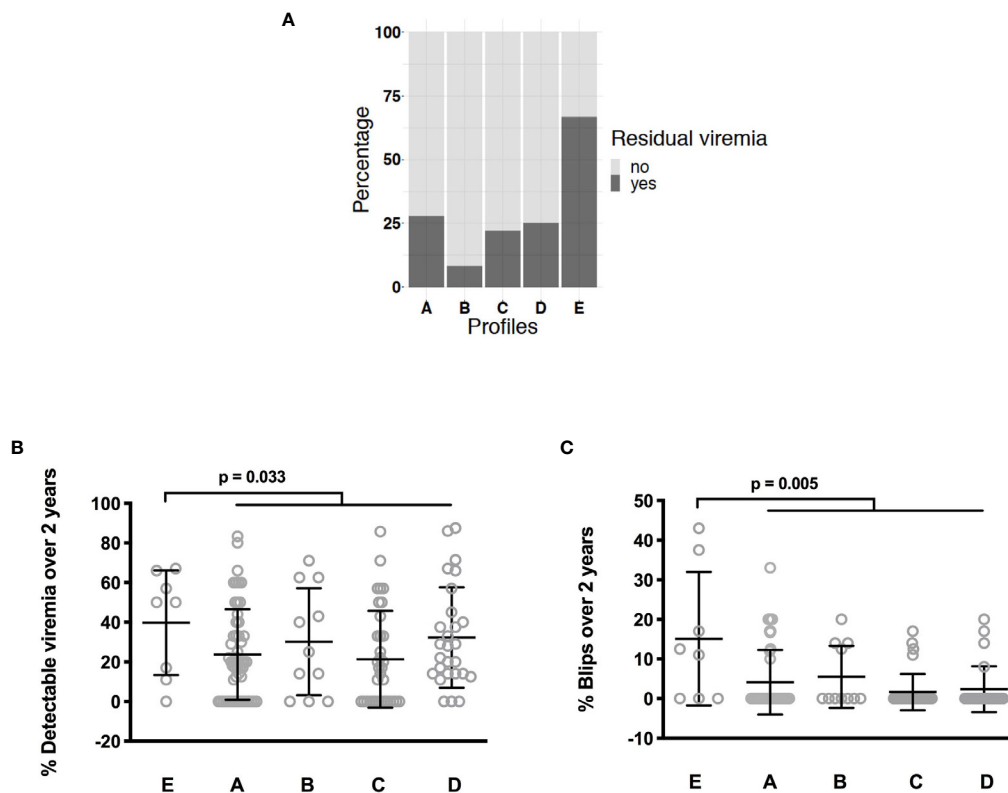 A
Percentage
100
75
50
25
0
A B C D E
Profiles
Residual viremia
no
yes
B
% Detectable viremia over 2 years
p = 0.033
100
80
60
40
20
0
-20
E A B C D
C
% Blips over 2 years
p = 0.005
50
40
30
20
10
0
-10
E A B C D